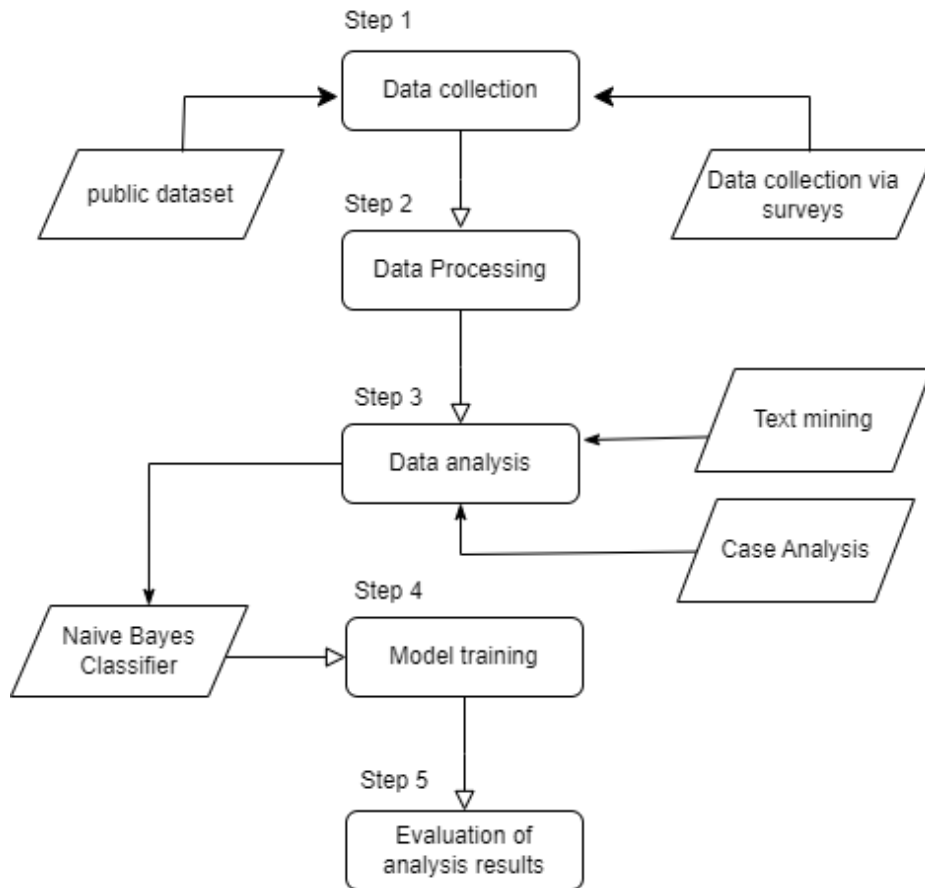 Step 1
Data collection
public dataset
Data collection via
surveys
Step 2
Data Processing
Step 3
Data analysis
Text mining
Case Analysis
Naive Bayes
Classifier
Step 4
Model training
Step 5
Evaluation of
analysis results